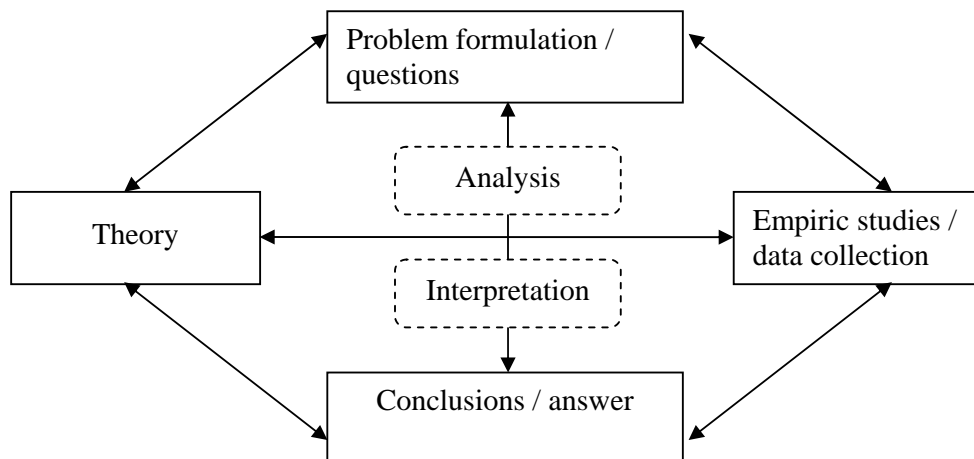 Problem formulation /
questions
Analysis
Theory
Empiric studies /
data collection
Interpretation
Conclusions / answer